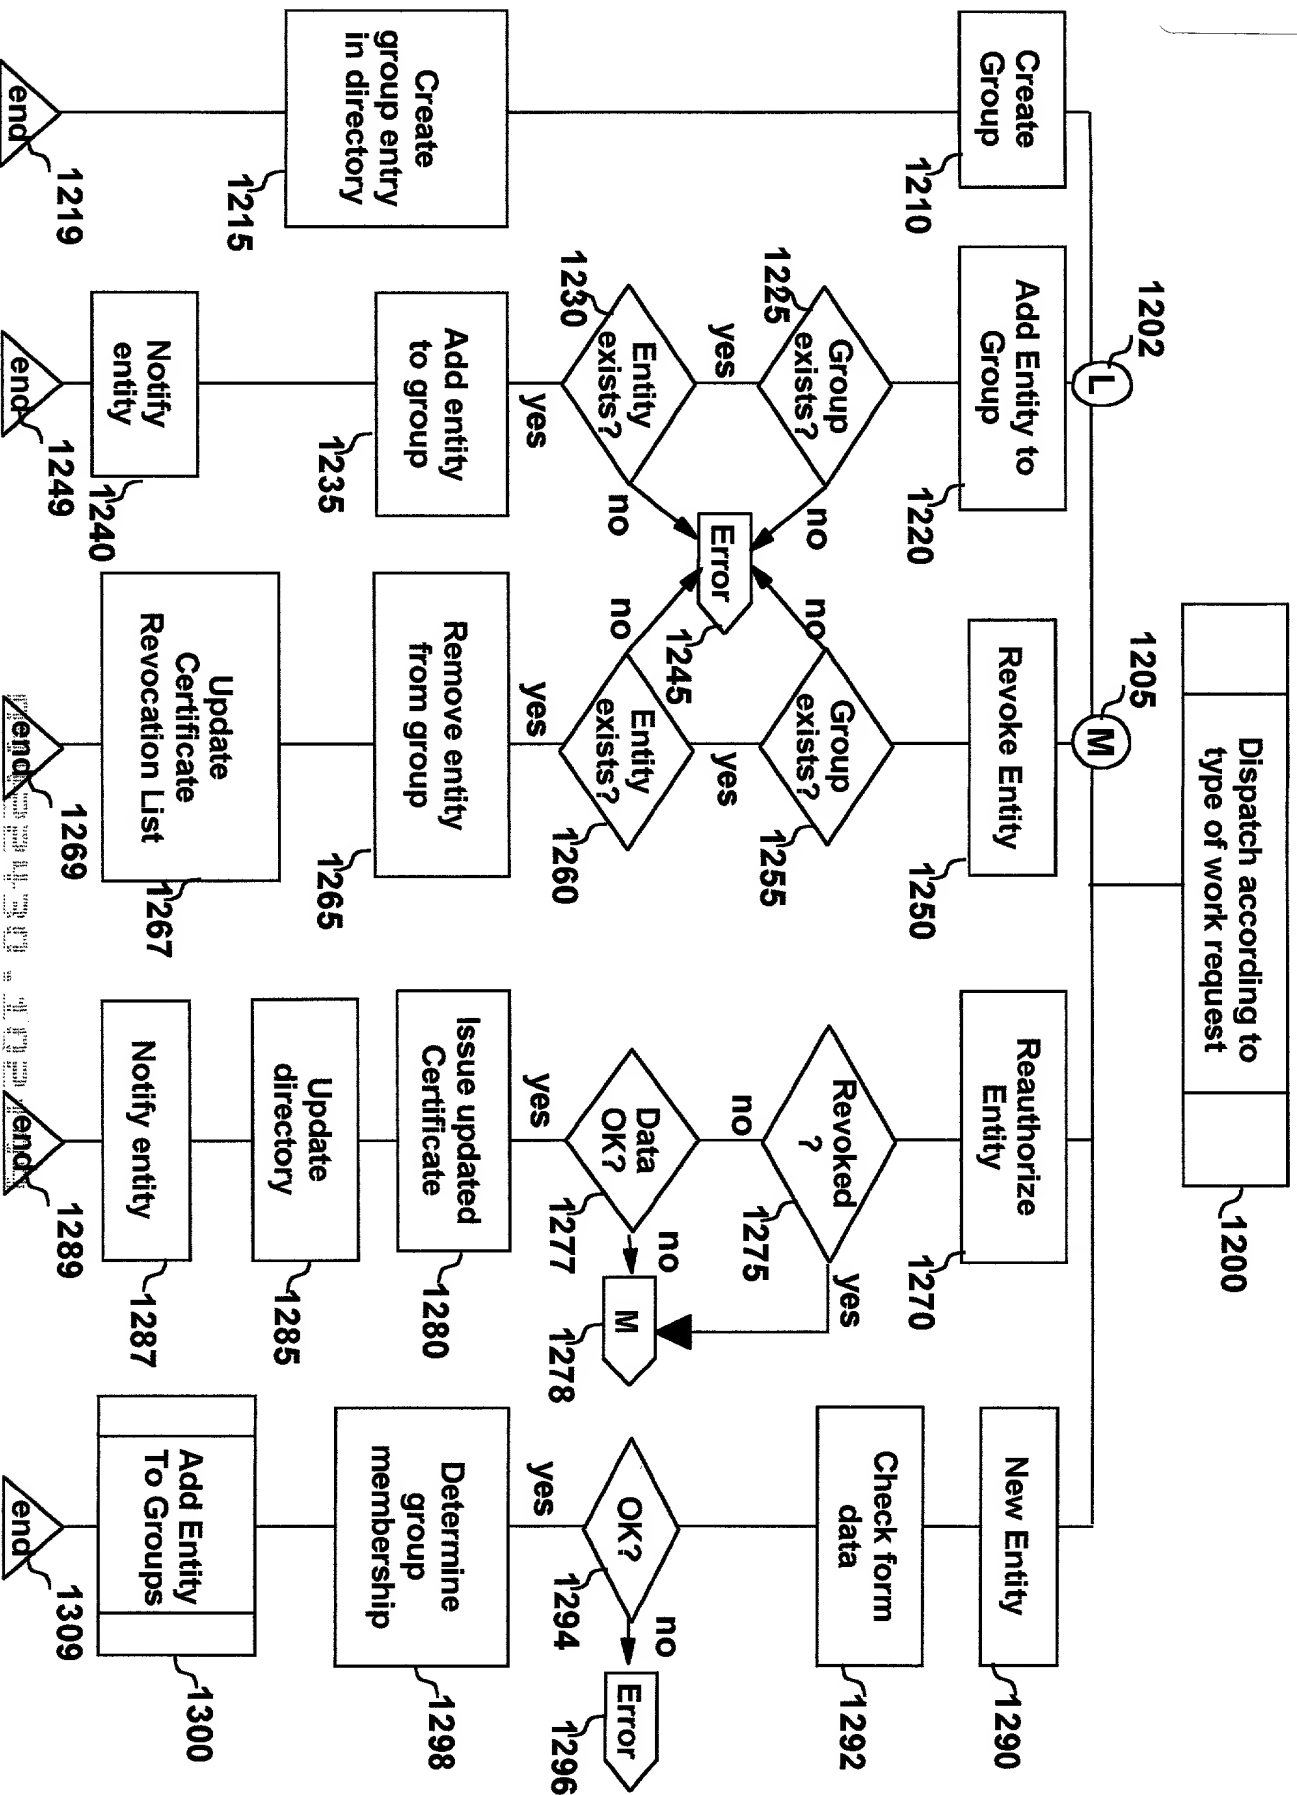 Dispatch according to
type of work request
1200
1202
L
1205
M
Create
Group
1210
Create
group entry
in directory
1215
end
1219
Add Entity to
Group
1220
Group
exists?
1225
no
yes
Entity
exists?
1230
no
yes
Error
1245
Add entity
to group
1235
Notify
entity
1240
end
1249
Revoke Entity
1250
Group
exists?
1255
no
yes
Entity
exists?
1260
no
yes
Remove entity
from group
1265
Update
Certificate
Revocation List
1267
end
1269
Reauthorize
Entity
1270
Revoked
?
1275
yes
no
Data
OK?
1277
no
yes
M
1278
Issue updated
Certificate
1280
Update
directory
1285
Notify entity
1287
end
1289
New Entity
1290
Check form
data
1292
OK?
1294
no
yes
Error
1296
Determine
group
membership
1298
Add Entity
To Groups
1300
end
1309